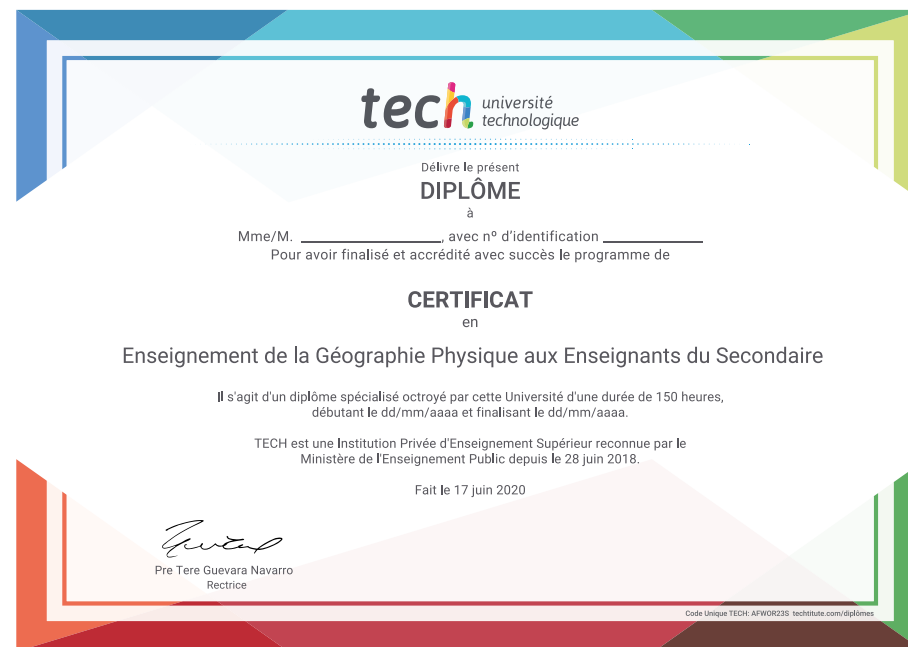 tech université
technologique
Délivre le présent
DIPLÔME
à
Mme/M. ____________________, avec nº d'identification ______________
Pour avoir finalisé et accrédité avec succès le programme de
CERTIFICAT
en
Enseignement de la Géographie Physique aux Enseignants du Secondaire
Il s'agit d'un diplôme spécialisé octroyé par cette Université d'une durée de 150 heures,
débutant le dd/mm/aaaa et finalisant le dd/mm/aaaa.
TECH est une Institution Privée d'Enseignement Supérieur reconnue par le
Ministère de l'Enseignement Public depuis le 28 juin 2018.
Fait le 17 juin 2020
Pre Tere Guevara Navarro
Rectrice
Code Unique TECH: AFWOR23S techtitute.com/diplômes